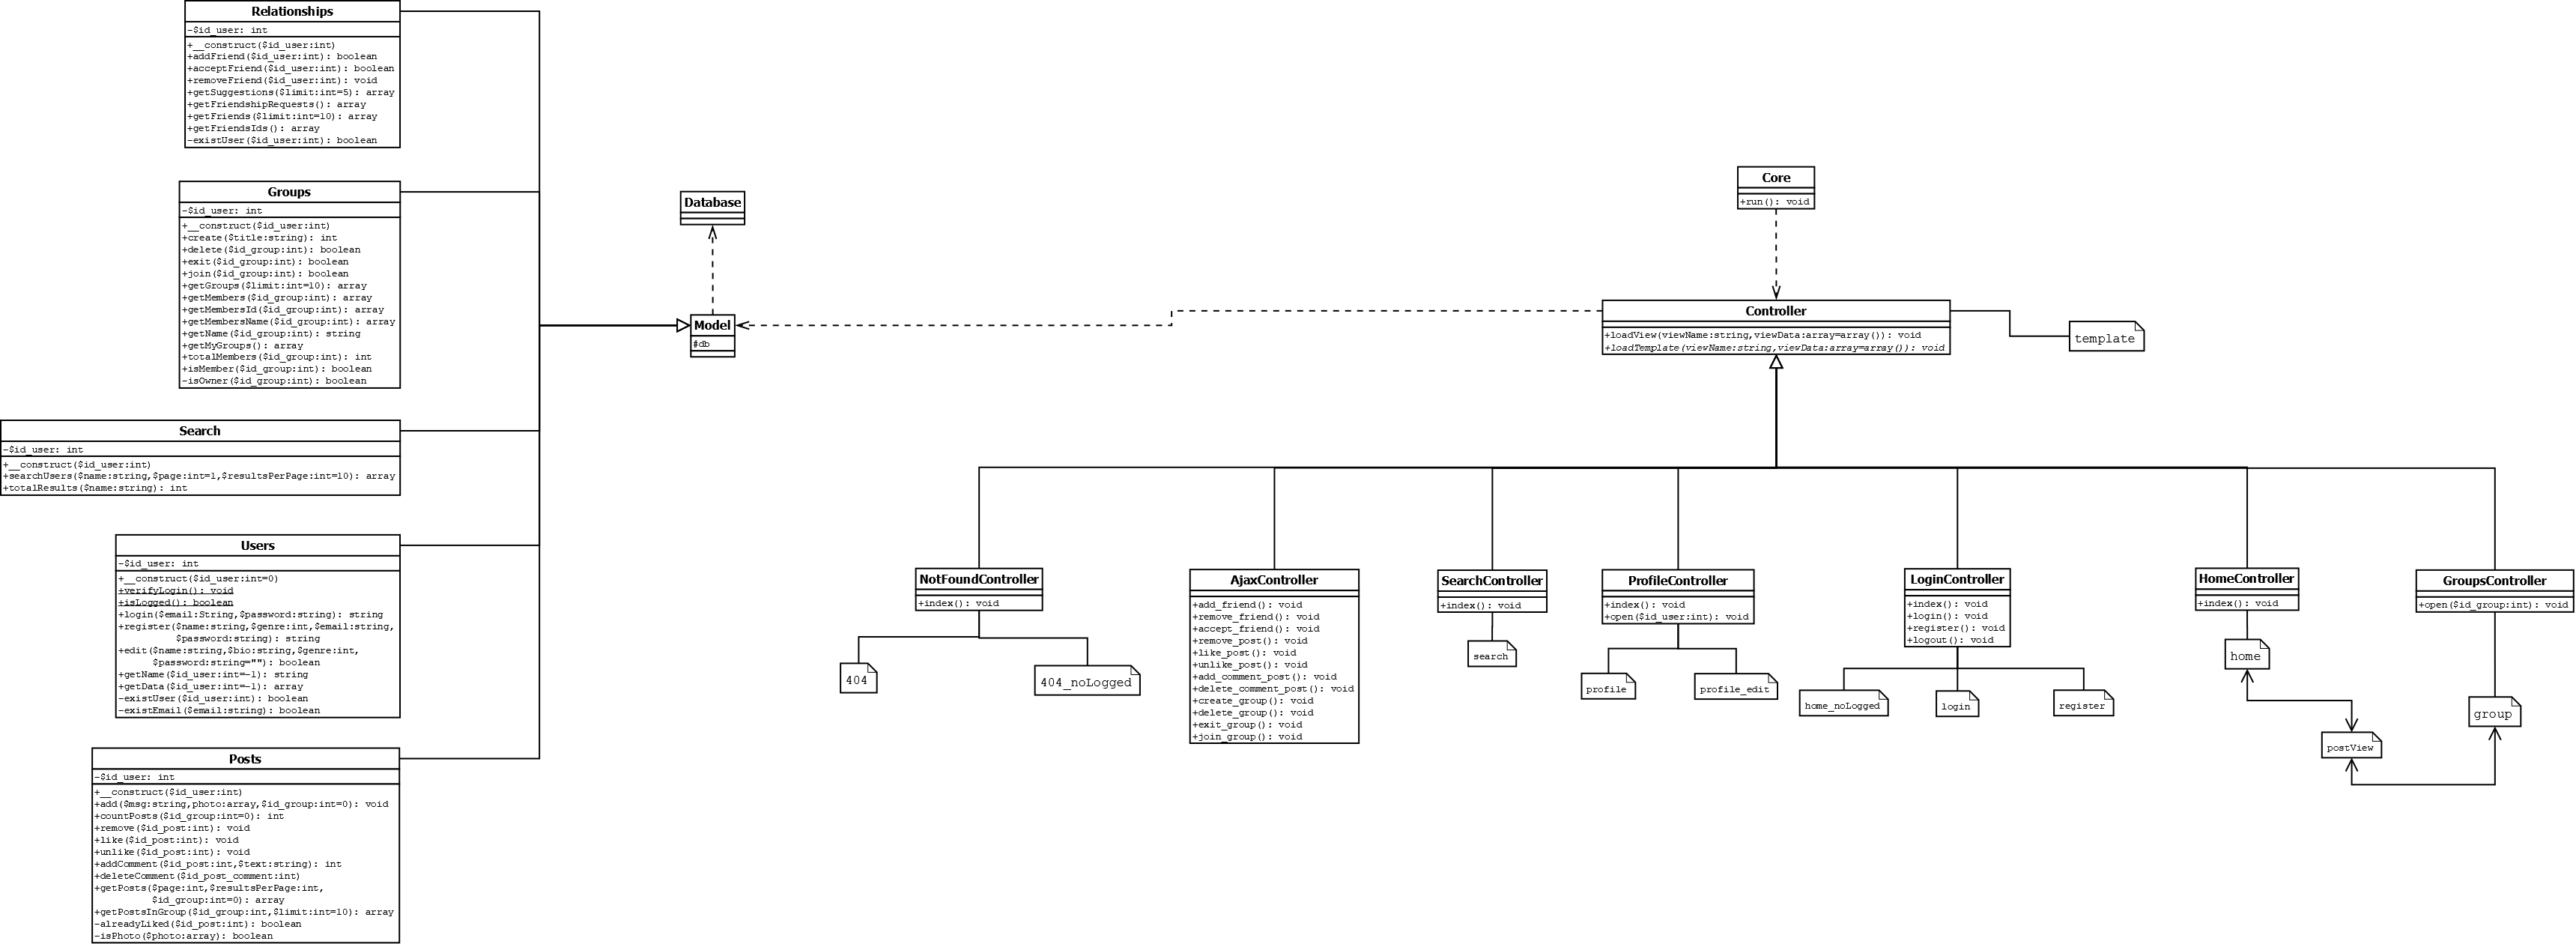 Relationships
-$id_user: int
+__construct($id_user:int)
+addFriend($id_user:int): boolean
+acceptFriend($id_user:int): boolean
+removeFriend($id_user:int): void
+getSuggestions($limit:int=5): array
+getFriendshipRequests(): array
+getFriends($limit:int=10): array
+getFriendsIds(): array
-existUser($id_user:int): boolean
Groups
-$id_user: int
+__construct($id_user:int)
+create($title:string): int
+delete($id_group:int): boolean
+exit($id_group:int): boolean
+join($id_group:int): boolean
+getGroups($limit:int=10): array
+getMembers($id_group:int): array
+getMembersId($id_group:int): array
+getMembersName($id_group:int): array
+getName($id_group:int): string
+getMyGroups(): array
+totalMembers($id_group:int): int
+isMember($id_group:int): boolean
-isOwner($id_group:int): boolean
Search
-$id_user: int
+__construct($id_user:int)
+searchUsers($name:string,$page:int=1,$resultsPerPage:int=10): array
+totalResults($name:string): int
Users
-$id_user: int
+__construct($id_user:int=0)
+verifyLogin(): void
+isLogged(): boolean
+login($email:String,$password:string): string
+register($name:string,$genre:int,$email:string,
$password:string): string
+edit($name:string,$bio:string,$genre:int,
$password:string=""): boolean
+getName($id_user:int=-1): string
+getData($id_user:int=-1): array
-existUser($id_user:int): boolean
-existEmail($email:string): boolean
Posts
-$id_user: int
+__construct($id_user:int)
+add($msg:string,photo:array,$id_group:int=0): void
+countPosts($id_group:int=0): int
+remove($id_post:int): void
+like($id_post:int): void
+unlike($id_post:int): void
+addComment($id_post:int,$text:string): int
+deleteComment($id_post_comment:int)
+getPosts($page:int,$resultsPerPage:int,
$id_group:int=0): array
+getPostsInGroup($id_group:int,$limit:int=10): array
-alreadyLiked($id_post:int): boolean
-isPhoto($photo:array): boolean
Database
Model
#db
Core
+run(): void
Controller
+loadView(viewName:string,viewData:array=array()): void
+loadTemplate(viewName:string,viewData:array=array()): void
template
NotFoundController
+index(): void
404
404_noLogged
AjaxController
+add_friend(): void
+remove_friend(): void
+accept_friend(): void
+remove_post(): void
+like_post(): void
+unlike_post(): void
+add_comment_post(): void
+delete_comment_post(): void
+create_group(): void
+delete_group(): void
+exit_group(): void
+join_group(): void
SearchController
+index(): void
search
ProfileController
+index(): void
+open($id_user:int): void
profile
profile_edit
LoginController
+index(): void
+login(): void
+register(): void
+logout(): void
home_noLogged
login
register
HomeController
+index(): void
home
postView
GroupsController
+open($id_group:int): void
group